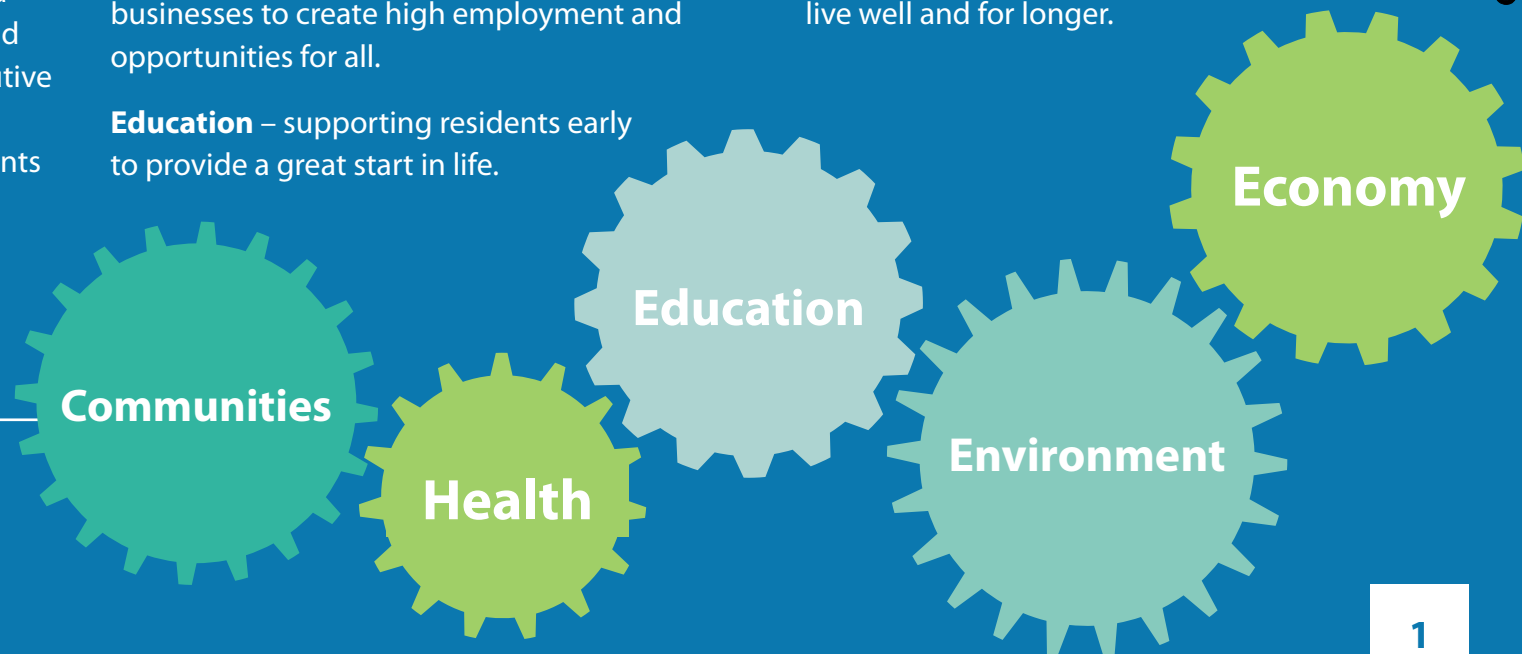 businesses to create high employment and
opportunities for all.
Education – supporting residents early
to provide a great start in life.
live well and for longer.
Economy
Education
Communities
Environment
Health
1